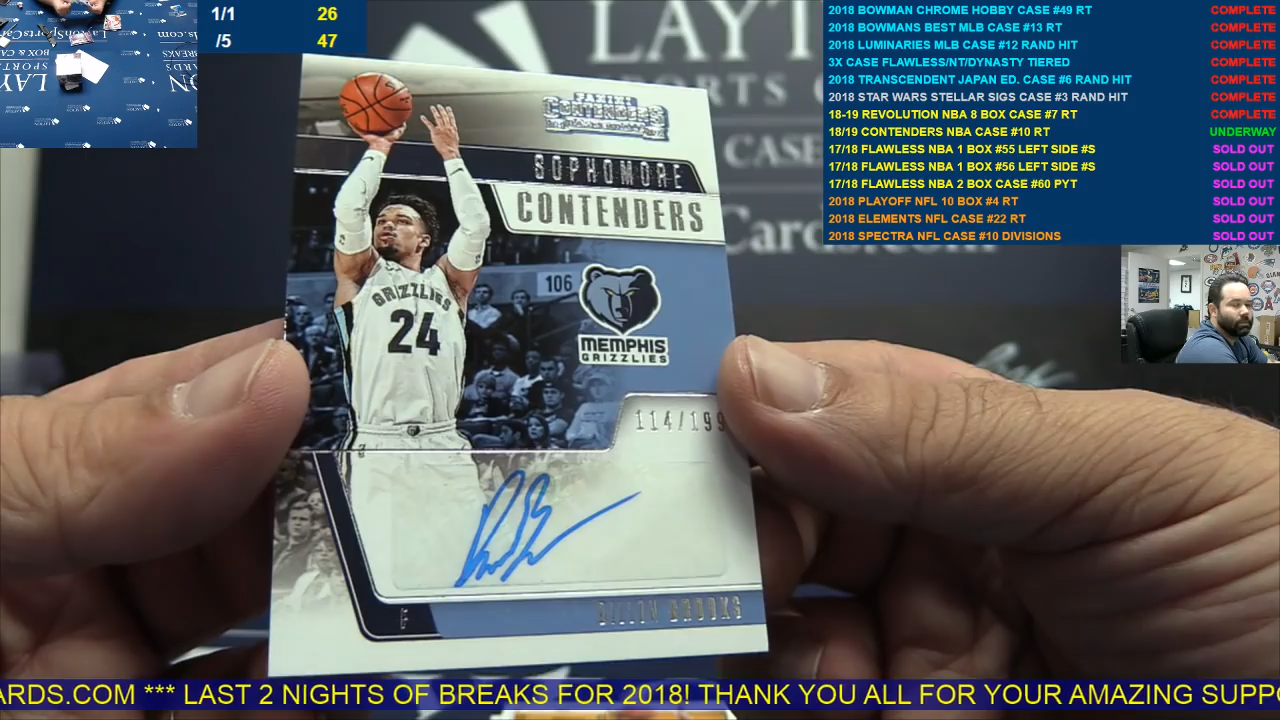 1/1 26
/5 47
2018 BOWMAN CHROME HOBBY CASE #49 RT COMPLETE
2018 BOWMANS BEST MLB CASE #13 RT COMPLETE
2018 LUMINARIES MLB CASE #12 RAND HIT COMPLETE
3X CASE FLAWLESS/NT/DYNASTY TIERED COMPLETE
2018 TRANSCENDENT JAPAN ED. CASE #6 RAND HIT COMPLETE
2018 STAR WARS STELLAR SIGS CASE #3 RAND HIT COMPLETE
18-19 REVOLUTION NBA 8 BOX CASE #7 RT COMPLETE
18/19 CONTENDERS NBA CASE #10 RT UNDERWAY
17/18 FLAWLESS NBA 1 BOX #55 LEFT SIDE #S SOLD OUT
17/18 FLAWLESS NBA 1 BOX #56 LEFT SIDE #S SOLD OUT
17/18 FLAWLESS NBA 2 BOX CASE #60 PYT SOLD OUT
2018 PLAYOFF NFL 10 BOX #4 RT SOLD OUT
2018 ELEMENTS NFL CASE #22 RT SOLD OUT
2018 SPECTRA NFL CASE #10 DIVISIONS SOLD OUT
LAYT
SPORTS C
CASE
Cards.com
PANINI
CONTENDERS
SOPHOMORE
CONTENDERS
106
GRIZZLIES
24
MEMPHIS
GRIZZLIES
114/199
F
DILLON BROOKS
ARDS.COM *** LAST 2 NIGHTS OF BREAKS FOR 2018! THANK YOU ALL FOR YOUR AMAZING SUPPO